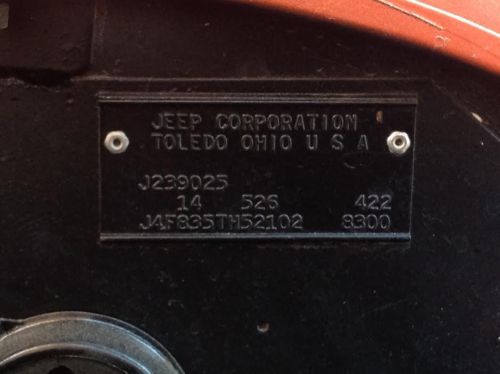 JEEP CORPORATION
TOLEDO OHIO U S A
J239025
14 526 422
J4F835TH52102 8300